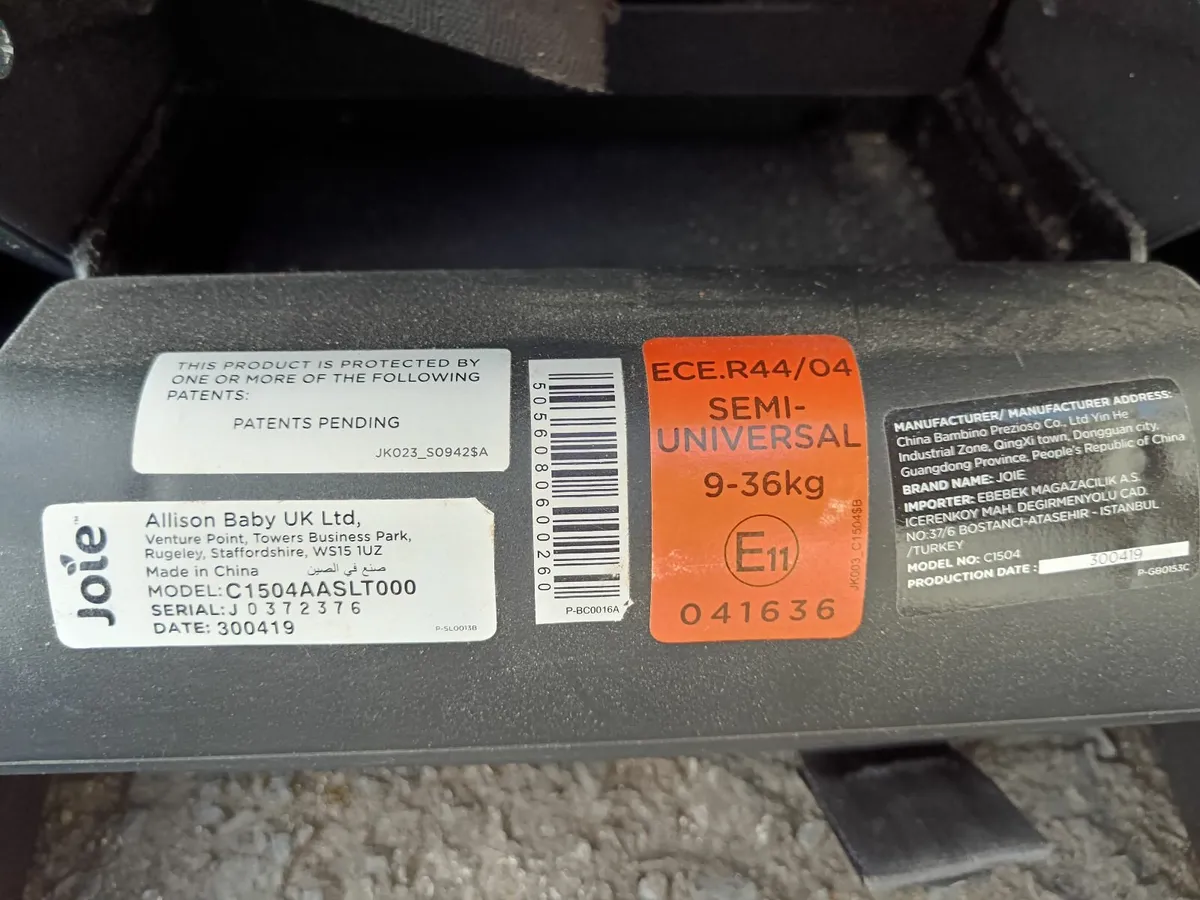 THIS PRODUCT IS PROTECTED BY
ONE OR MORE OF THE FOLLOWING
PATENTS:
PATENTS PENDING
JK023_S0942$A
Joie™
Allison Baby UK Ltd,
Venture Point, Towers Business Park,
Rugeley, Staffordshire, WS15 1UZ
Made in China صنع في الصين
MODEL: C1504AASLT000
SERIAL: J 0 3 7 2 3 7 6
DATE: 300419
P-SL0013B
5056080600260
P-BC0016A
ECE.R44/04
SEMI-
UNIVERSAL
9-36kg
E11
041636
JK003_C1504$B
MANUFACTURER/ MANUFACTURER ADDRESS:
China Bambino Prezioso Co., Ltd Yin He
Industrial Zone, QingXi town, Dongguan city,
Guangdong Province, People's Republic of China
BRAND NAME: JOIE
IMPORTER: EBEBEK MAGAZACILIK A.S.
ICERENKOY MAH. DEGIRMENYOLU CAD.
NO:37/6 BOSTANCI-ATASEHIR - ISTANBUL
/TURKEY
MODEL NO: C1504
PRODUCTION DATE : 300419
P-GB0153C